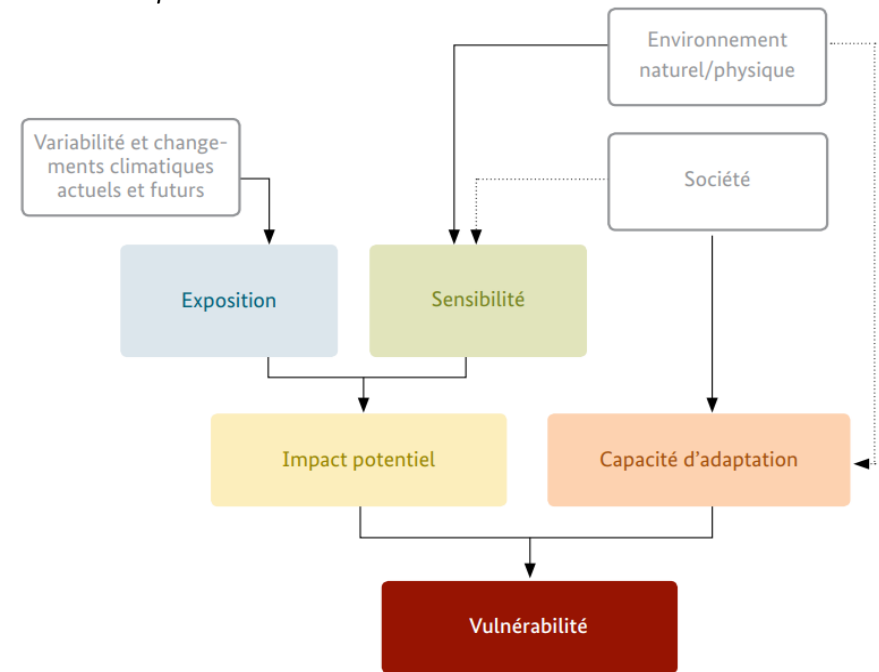 Environnement
naturel/physique
Variabilité et change-
ments climatiques
actuels et futurs
Société
Exposition
Sensibilité
Impact potentiel
Capacité d'adaptation
Vulnérabilité